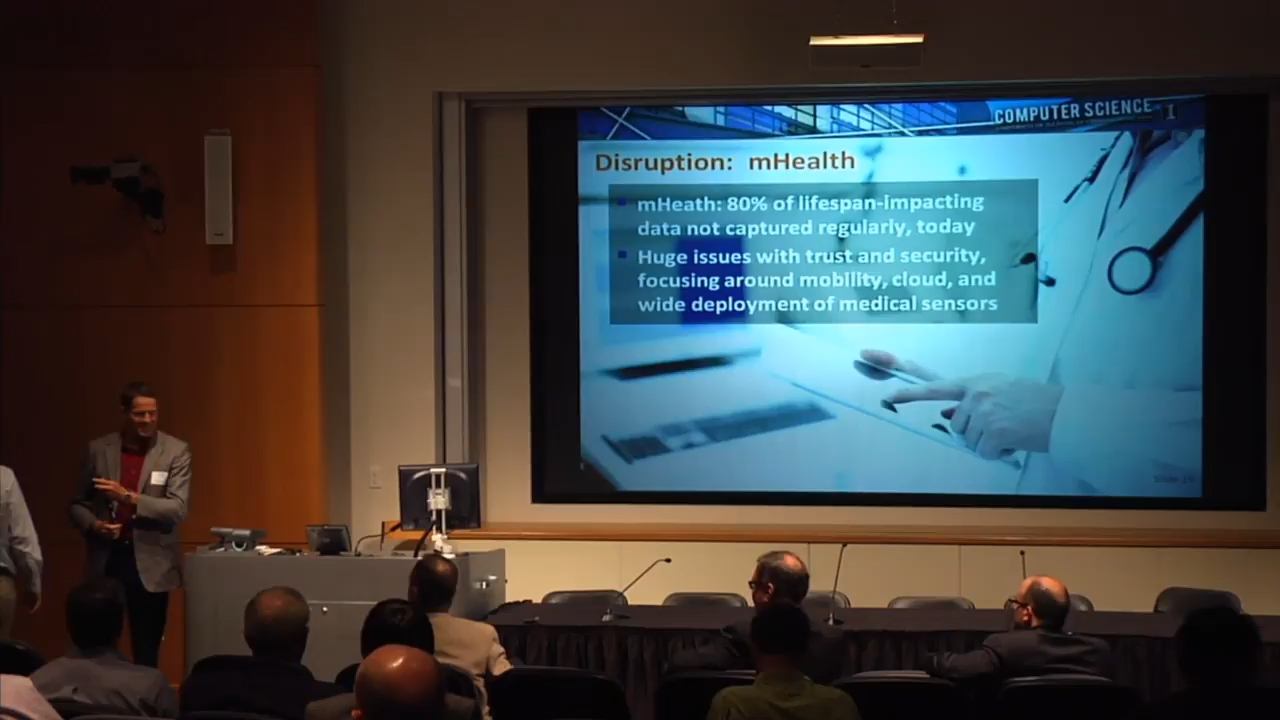 COMPUTER SCIENCE
Disruption: mHealth
mHeath: 80% of lifespan-impacting
data not captured regularly, today
Huge issues with trust and security,
focusing around mobility, cloud, and
wide deployment of medical sensors